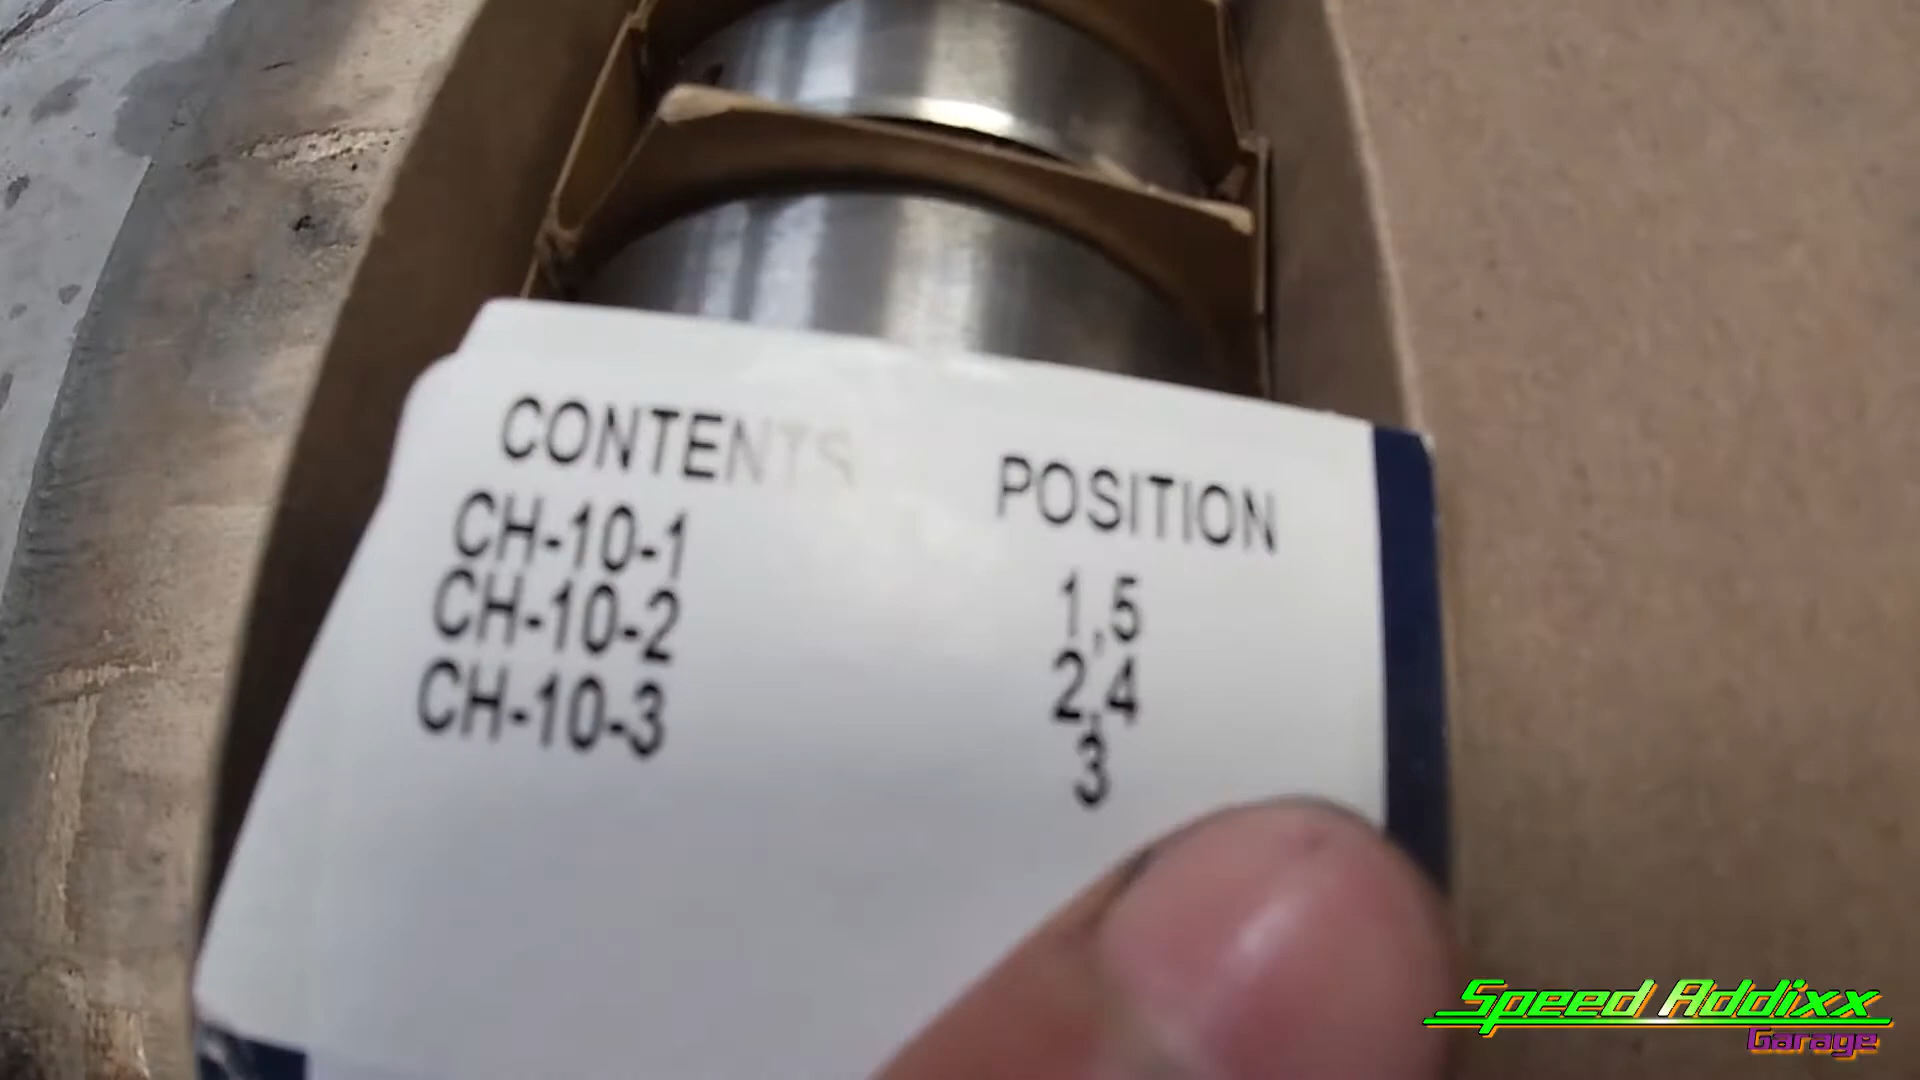 CONTENTS POSITION
CH-10-1 1,5
CH-10-2 2,4
CH-10-3 3
Speed Addixx
Garage